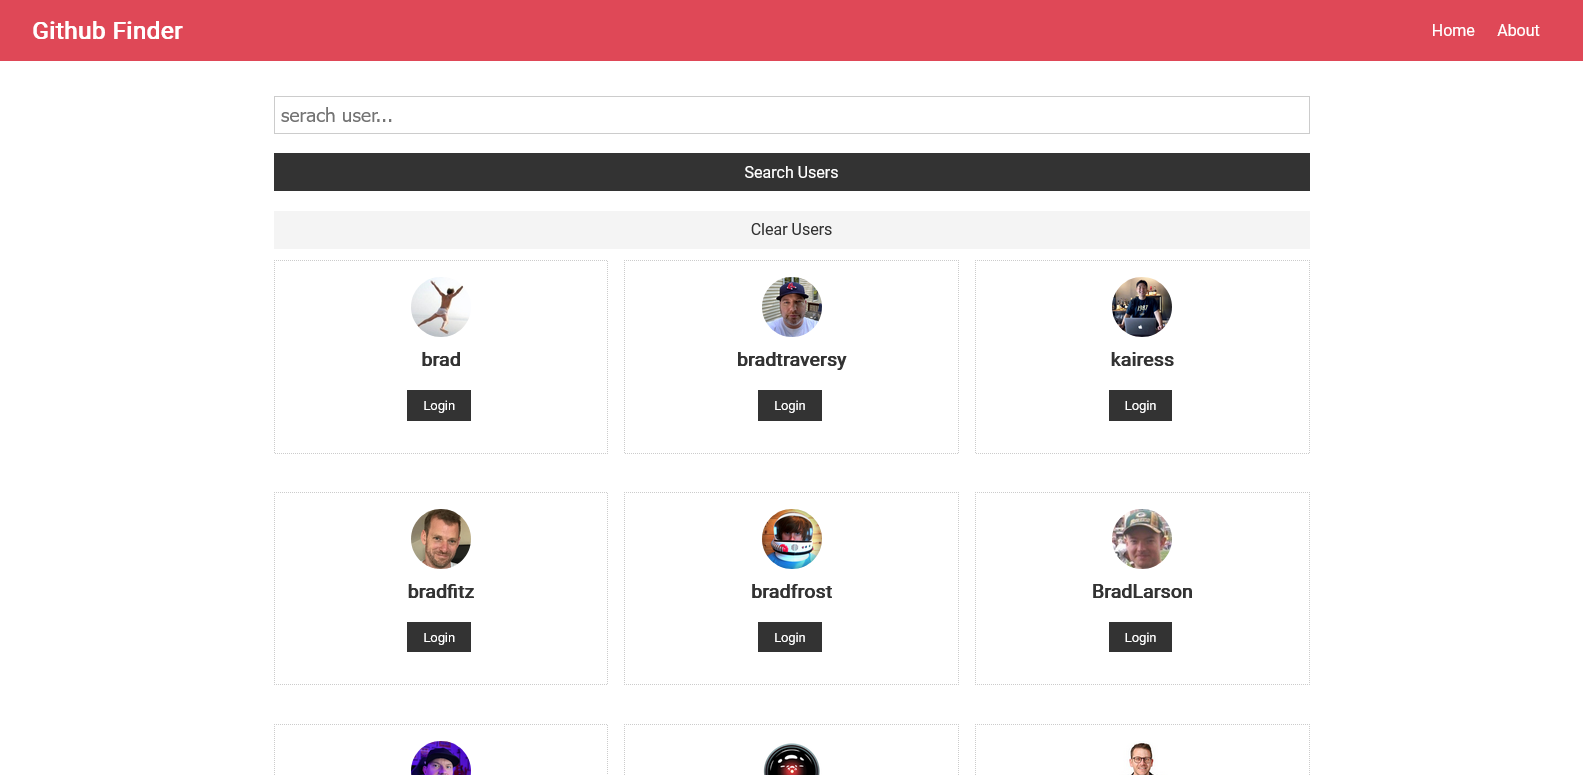 Github Finder
Home
About
serach user...
Search Users
Clear Users
brad
bradtraversy
kairess
Login
Login
Login
bradfitz
bradfrost
BradLarson
Login
Login
Login